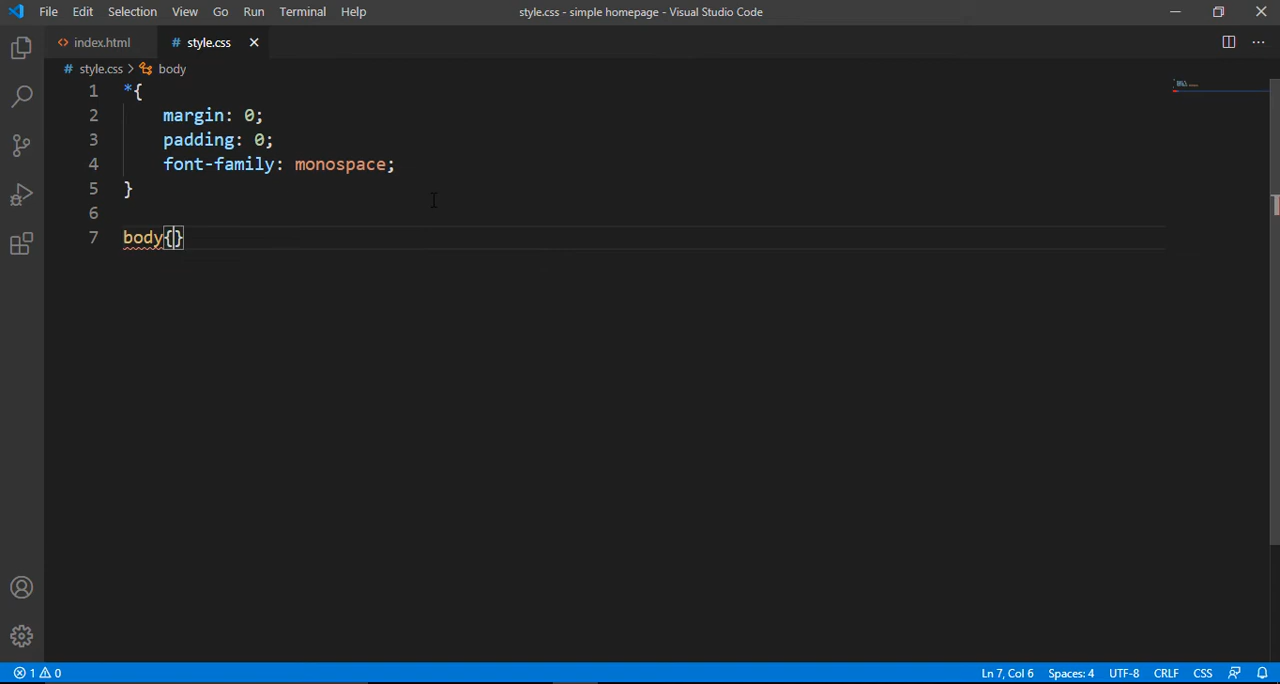 File Edit Selection View Go Run Terminal Help style.css - simple homepage - Visual Studio Code
<> index.html # style.css
# style.css > body
1 *{
2 margin: 0;
3 padding: 0;
4 font-family: monospace;
5 }
6
7 body{}
1 0 Ln 7, Col 6 Spaces: 4 UTF-8 CRLF CSS